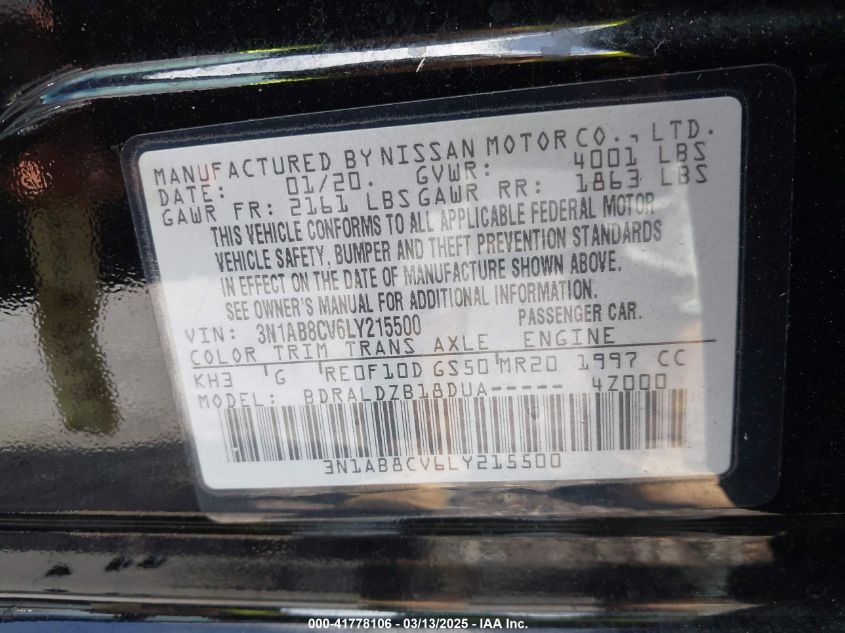 MANUFACTURED BY NISSAN MOTOR CO., LTD.
DATE: 01/20. GVWR: 4001 LBS
GAWR FR: 2161 LBS GAWR RR: 1863 LBS
THIS VEHICLE CONFORMS TO ALL APPLICABLE FEDERAL MOTOR
VEHICLE SAFETY, BUMPER AND THEFT PREVENTION STANDARDS
IN EFFECT ON THE DATE OF MANUFACTURE SHOWN ABOVE.
SEE OWNER'S MANUAL FOR ADDITIONAL INFORMATION.
VIN: 3N1AB8CV6LY215500 PASSENGER CAR.
COLOR TRIM TRANS AXLE ENGINE
KH3 G RE0F10D GS50 MR20 1997 CC
MODEL: BDRALDZB18DUA----- 4Z000
3N1AB8CV6LY215500
000-41778106 - 03/13/2025 - IAA Inc.